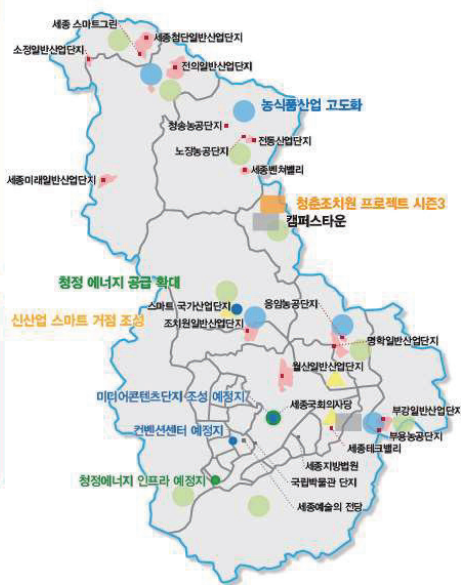 세종 스마트그린
세종첨단일반산업단지
소정일반산업단지
전의일반산업단지
농식품산업 고도화
청송농공단지
전동산업단지
노장농공단지
세종벤처밸리
세종미래일반산업단지
청춘조치원 프로젝트 시즌3
캠퍼스타운
청정 에너지 공급 확대
스마트 국가산업단지
응암농공단지
신산업 스마트 거점 조성
조치원일반산업단지
명학일반산업단지
월산일반산업단지
미디어콘텐츠단지 조성 예정지
세종국회의사당
부강일반산업단지
컨벤션센터 예정지
부용농공단지
세종테크밸리
세종지방법원
청정에너지 인프라 예정지
국립박물관 단지
세종예술의 전당